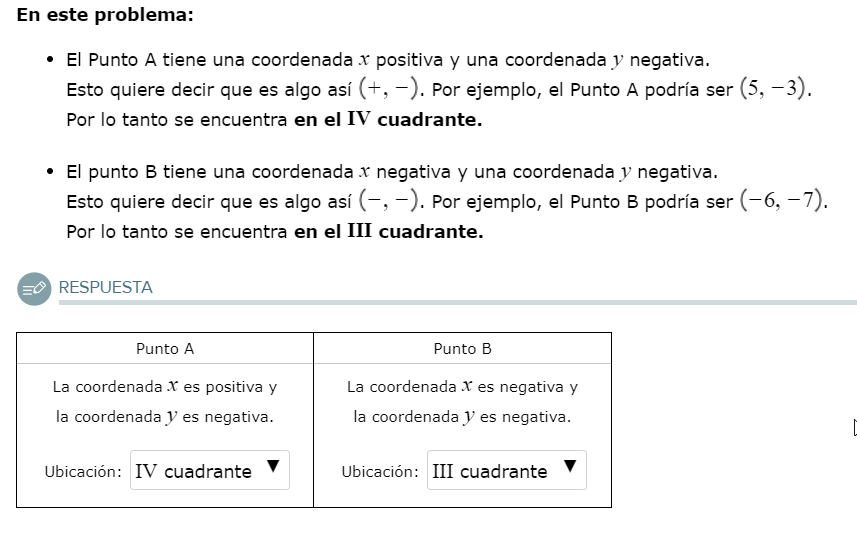 En este problema:
• El Punto A tiene una coordenada x positiva y una coordenada y negativa.
Esto quiere decir que es algo así (+, −). Por ejemplo, el Punto A podría ser (5, −3).
Por lo tanto se encuentra en el IV cuadrante.
• El punto B tiene una coordenada x negativa y una coordenada y negativa.
Esto quiere decir que es algo así (−, −). Por ejemplo, el Punto B podría ser (−6, −7).
Por lo tanto se encuentra en el III cuadrante.
RESPUESTA
Punto A
La coordenada x es positiva y
la coordenada y es negativa.
Ubicación: IV cuadrante ▼
Punto B
La coordenada x es negativa y
la coordenada y es negativa.
Ubicación: III cuadrante ▼